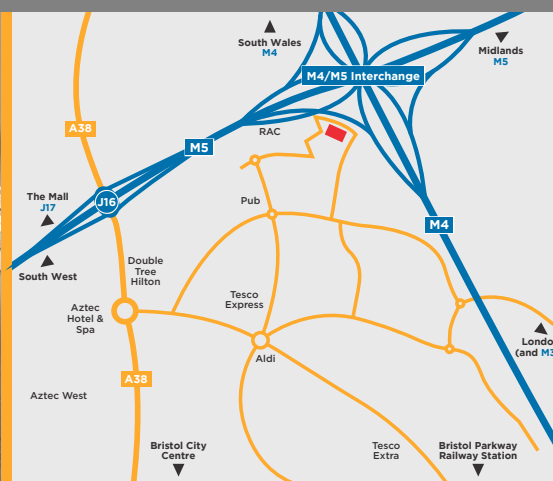 South Wales
M4
Midlands
M5
M4/M5 Interchange
A38
RAC
M5
The Mall
J17
J16
Pub
M4
South West
Double
Tree
Hilton
Tesco
Express
Aztec
Hotel &
Spa
Londo
(and M3
Aldi
A38
Aztec West
Bristol City
Centre
Tesco
Extra
Bristol Parkway
Railway Station